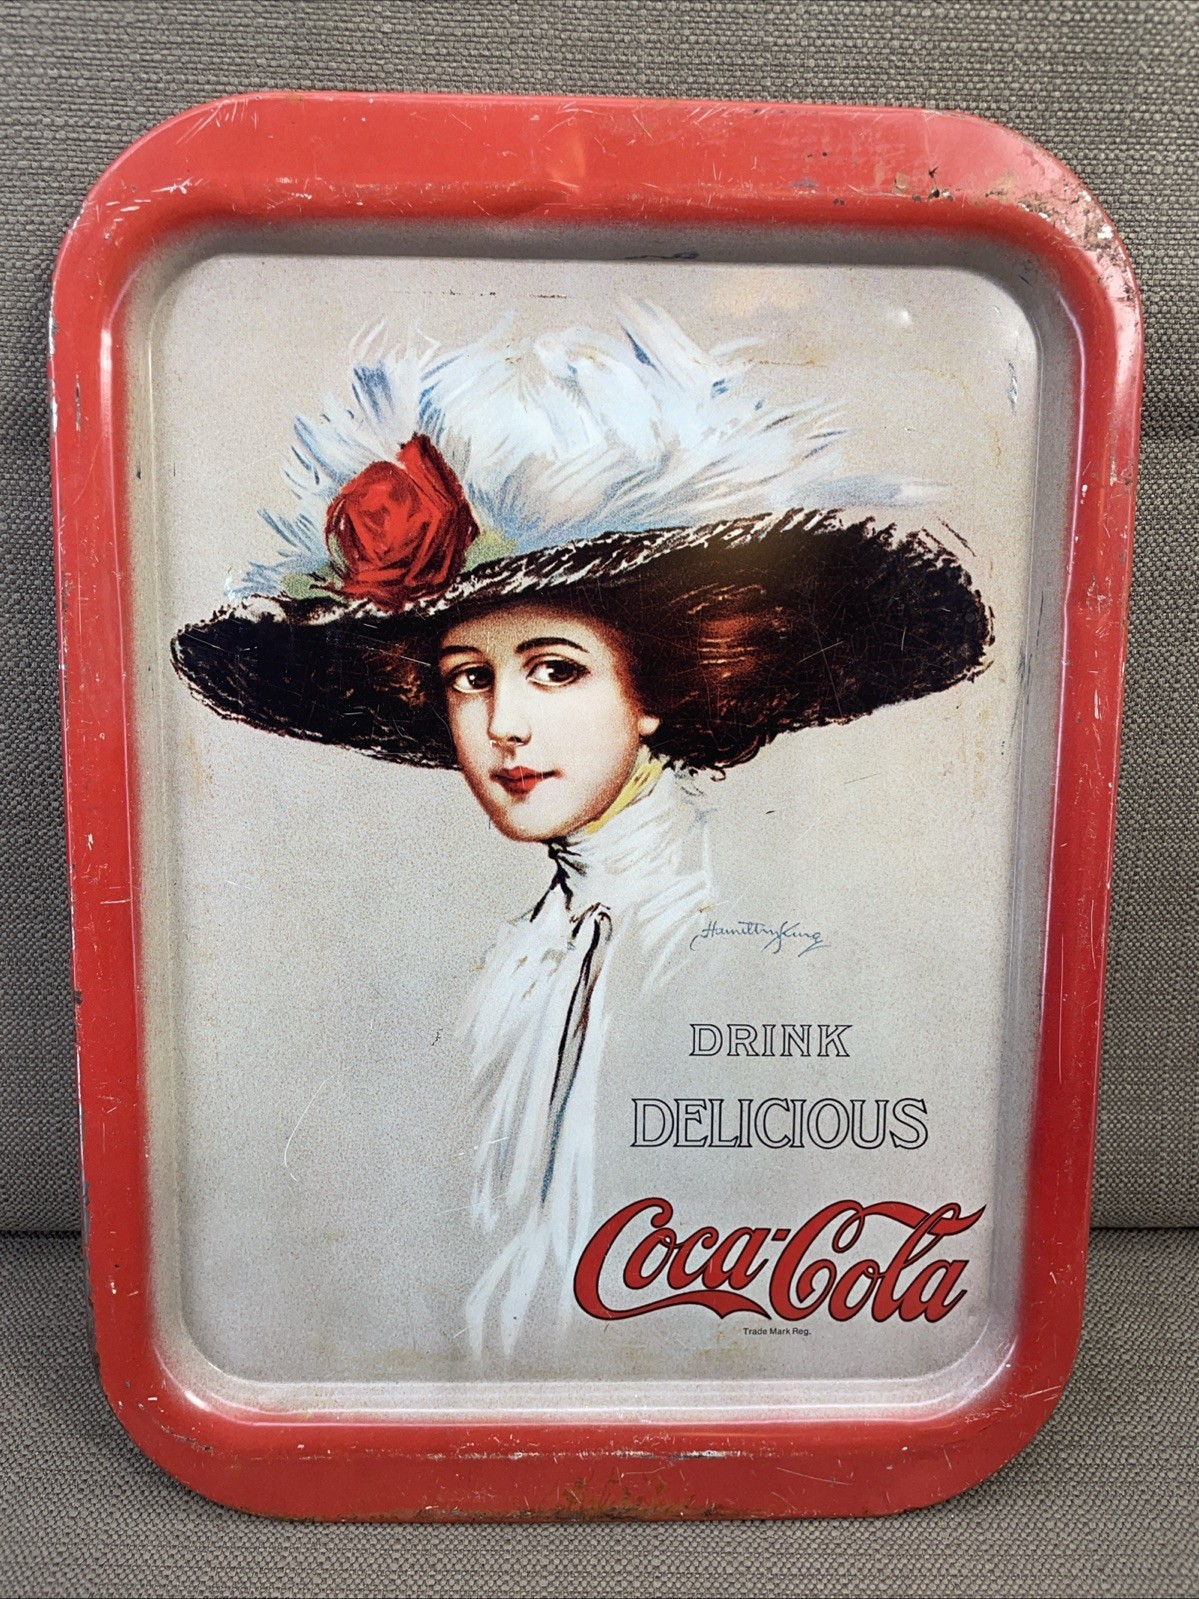 Hamilton King
DRINK
DELICIOUS
Coca-Cola
Trade Mark Reg.